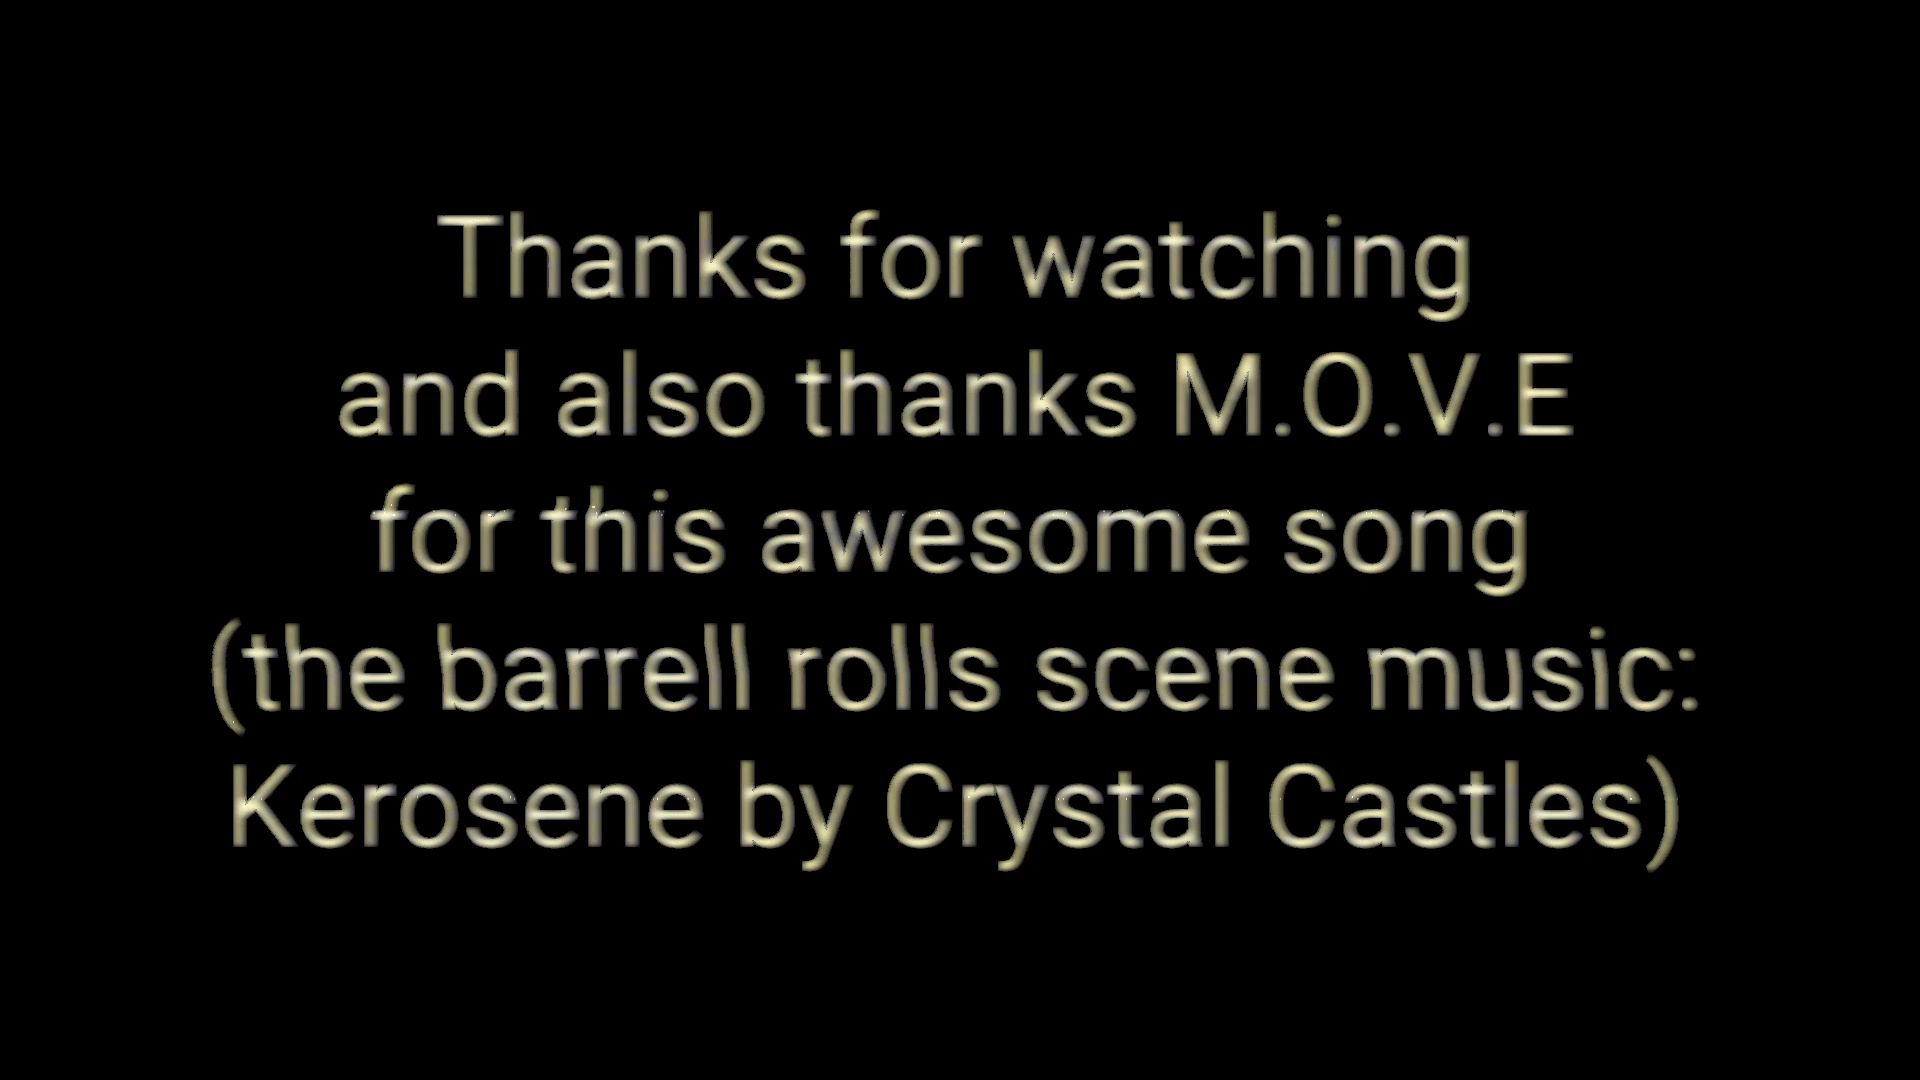 Thanks for watching
and also thanks M.O.V.E
for this awesome song
(the barrell rolls scene music:
Kerosene by Crystal Castles)